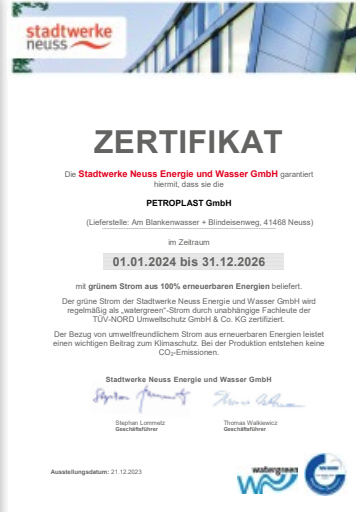 stadtwerke
neuss
ZERTIFIKAT
Die Stadtwerke Neuss Energie und Wasser GmbH garantiert
hiermit, dass sie die
PETROPLAST GmbH
(Lieferstelle: Am Blankenwasser + Blindeisenweg, 41468 Neuss)
im Zeitraum
01.01.2024 bis 31.12.2026
mit grünem Strom aus 100% erneuerbaren Energien beliefert.
Der grüne Strom der Stadtwerke Neuss Energie und Wasser GmbH wird
regelmäßig als „watergreen“-Strom durch unabhängige Fachleute der
TÜV-NORD Umweltschutz GmbH & Co. KG zertifiziert.
Der Bezug von umweltfreundlichem Strom aus erneuerbaren Energien leistet
einen wichtigen Beitrag zum Klimaschutz. Bei der Produktion entstehen keine
CO₂-Emissionen.
Stadtwerke Neuss Energie und Wasser GmbH
Stephan Lommetz Thomas Walkiewicz
Geschäftsführer Geschäftsführer
Ausstellungsdatum: 21.12.2023
watergreen